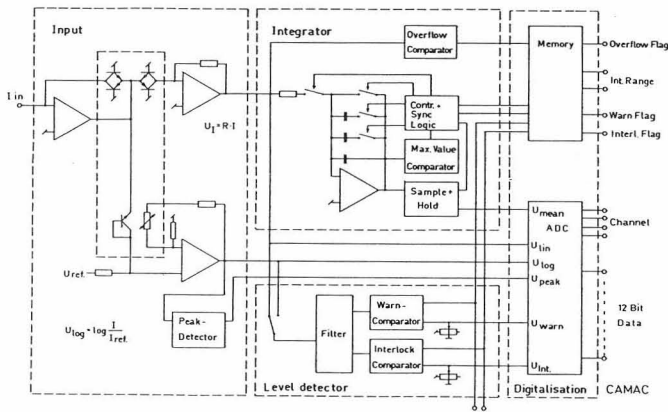 Input
I in
U_I = R·I
U ref.
U_log = log I/I_ref.
Peak-
Detector
Integrator
Overflow
Comparator
Contr. +
Sync
Logic
Max. Value
Comparator
Sample +
Hold
Filter
Warn-
Comparator
Interlock
Comparator
Level detector
Memory
U_mean
ADC
U_lin
U_log
U_peak
U_warn
U_Int.
Digitalisation
Overflow Flag
Int. Range
Warn Flag
Interl. Flag
Channel
12 Bit
Data
CAMAC